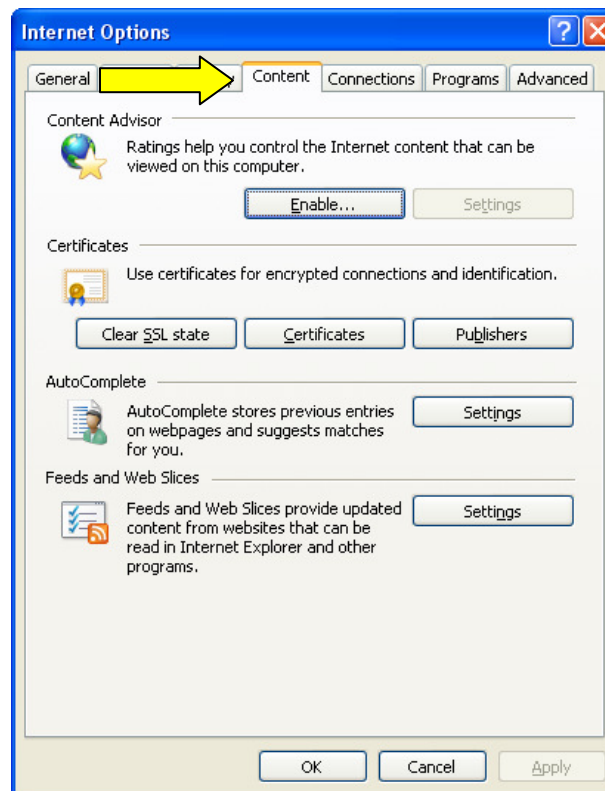 Internet Options
General
Content
Connections
Programs
Advanced
Content Advisor
Ratings help you control the Internet content that can be
viewed on this computer.
Enable...
Settings
Certificates
Use certificates for encrypted connections and identification.
Clear SSL state
Certificates
Publishers
AutoComplete
AutoComplete stores previous entries
on webpages and suggests matches
for you.
Settings
Feeds and Web Slices
Feeds and Web Slices provide updated
content from websites that can be
read in Internet Explorer and other
programs.
Settings
OK
Cancel
Apply